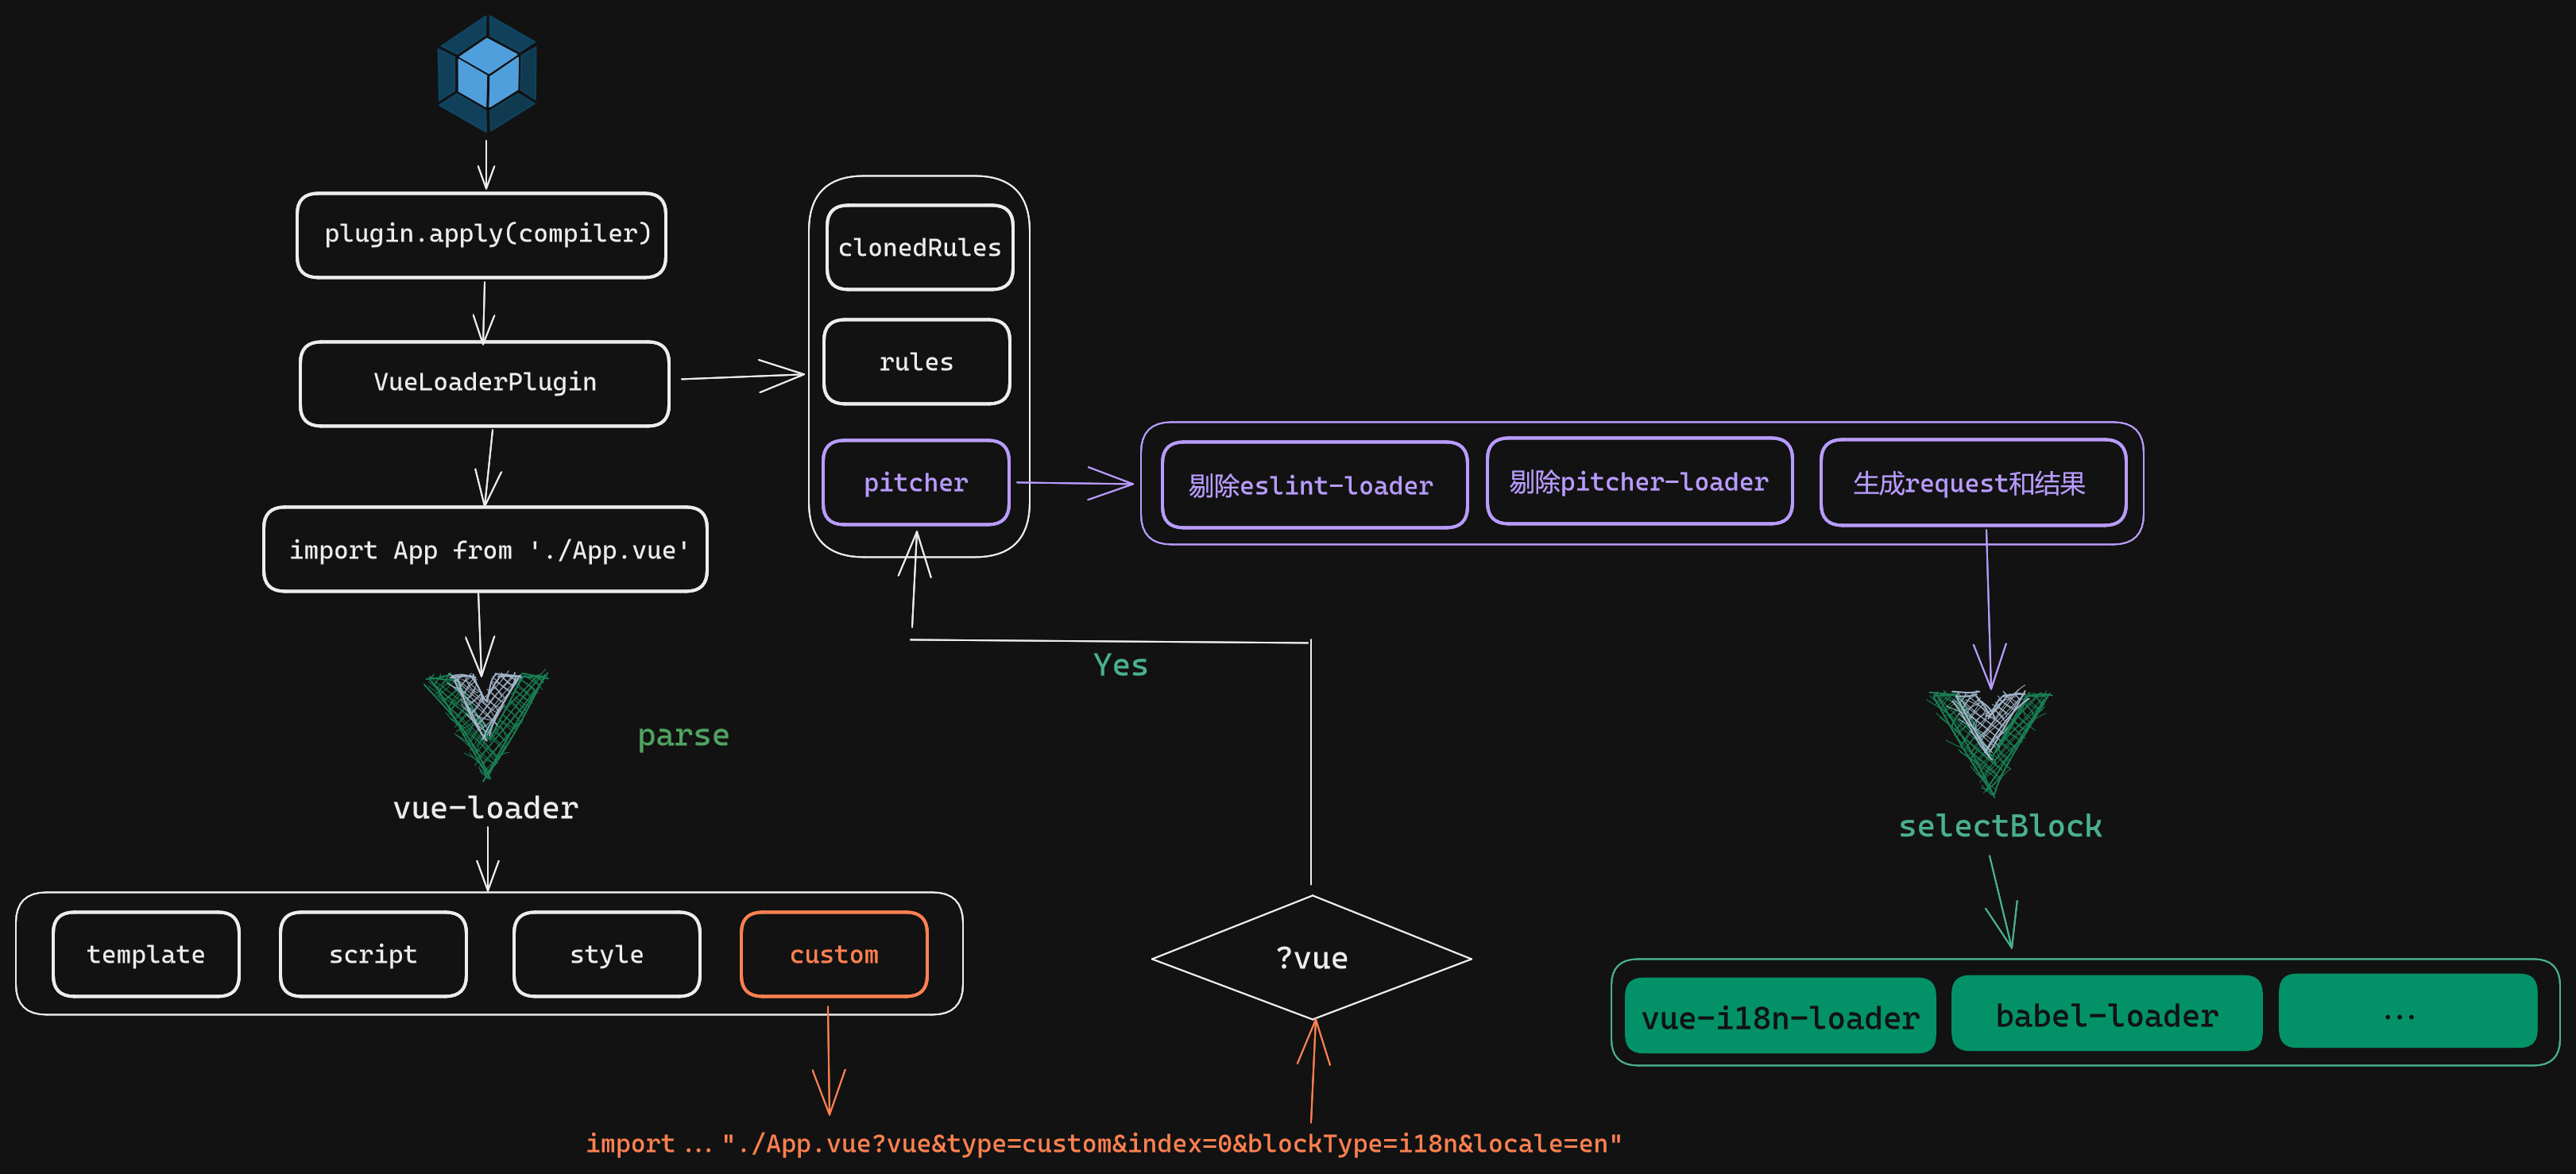 plugin.apply(compiler)
VueLoaderPlugin
import App from './App.vue'
vue-loader
parse
template
script
style
custom
import ... "./App.vue?vue&type=custom&index=0&blockType=i18n&locale=en"
?vue
Yes
clonedRules
rules
pitcher
剔除eslint-loader
剔除pitcher-loader
生成request和结果
selectBlock
vue-i18n-loader
babel-loader
...